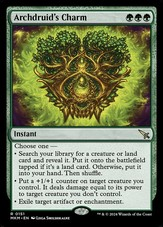 Archdruid's Charm
Instant
Choose one —
• Search your library for a creature or land
card and reveal it. Put it onto the battlefield
tapped if it's a land card. Otherwise, put it
into your hand. Then shuffle.
• Put a +1/+1 counter on target creature you
control. It deals damage equal to its power
to target creature you don't control.
• Exile target artifact or enchantment.
R 0151
MKM • EN